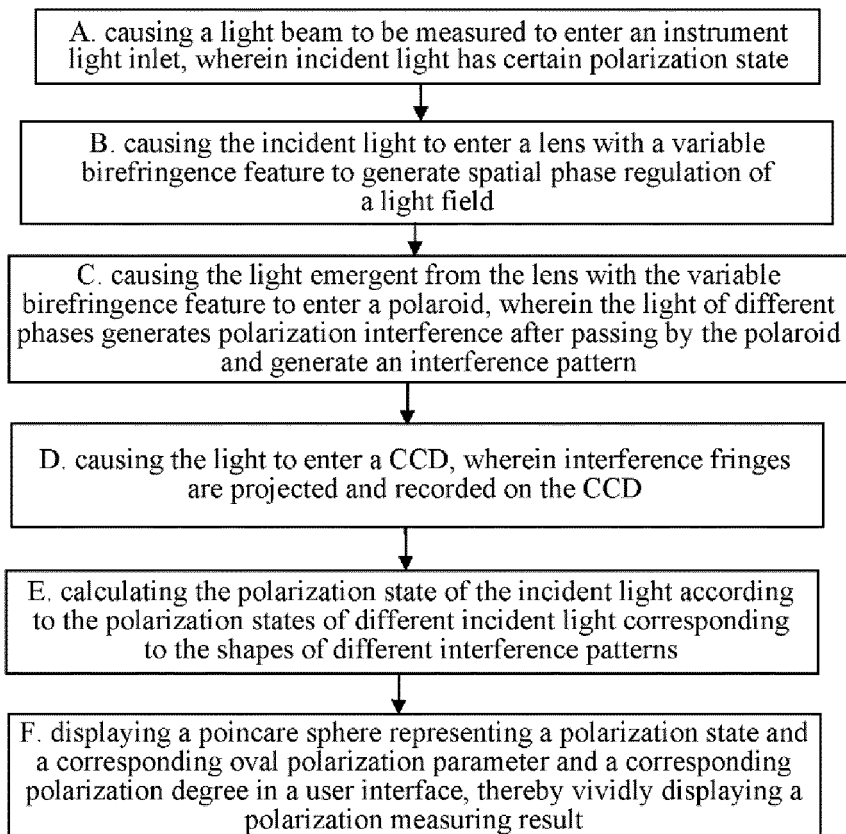 A. causing a light beam to be measured to enter an instrument
light inlet, wherein incident light has certain polarization state
B. causing the incident light to enter a lens with a variable
birefringence feature to generate spatial phase regulation of
a light field
C. causing the light emergent from the lens with the variable
birefringence feature to enter a polaroid, wherein the light of different
phases generates polarization interference after passing by the polaroid
and generate an interference pattern
D. causing the light to enter a CCD, wherein interference fringes
are projected and recorded on the CCD
E. calculating the polarization state of the incident light according
to the polarization states of different incident light corresponding
to the shapes of different interference patterns
F. displaying a poincare sphere representing a polarization state and
a corresponding oval polarization parameter and a corresponding
polarization degree in a user interface, thereby vividly displaying a
polarization measuring result